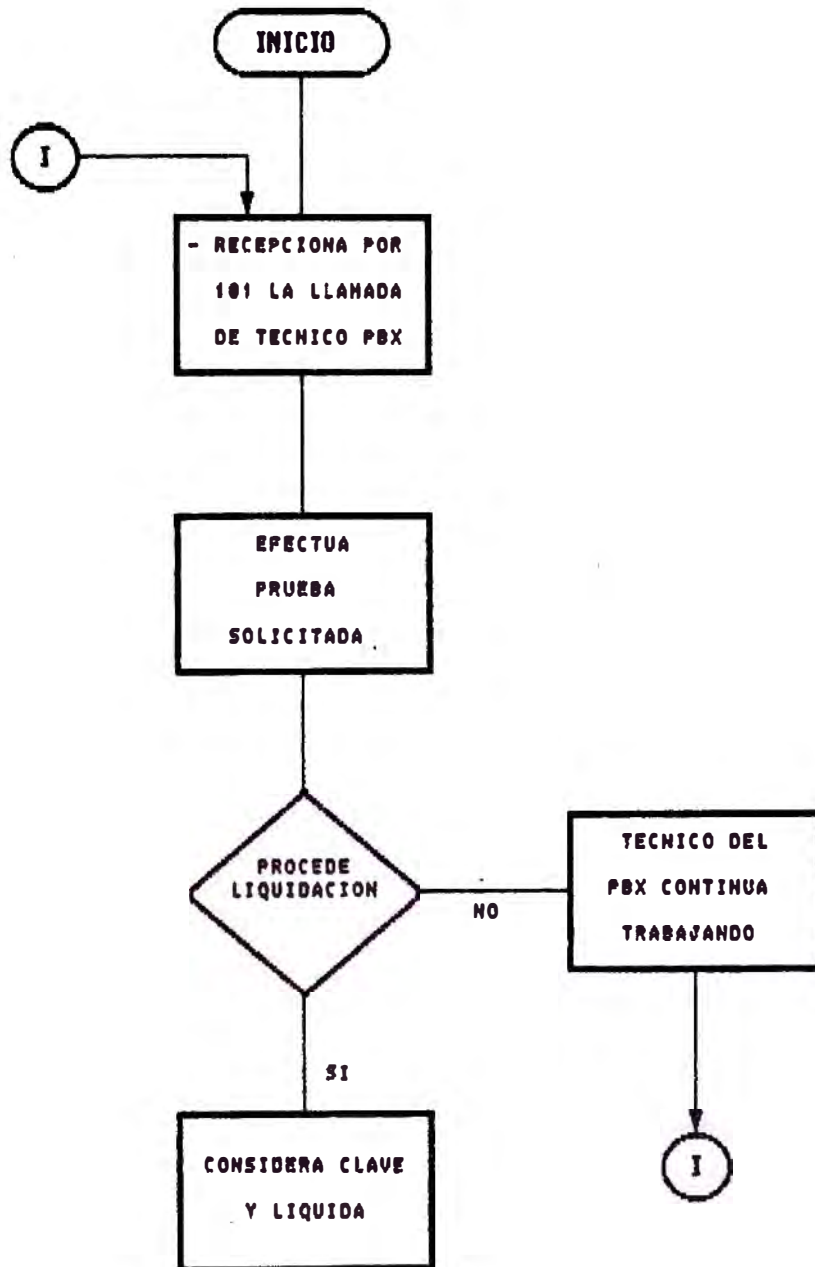 INICIO
I
- RECEPCIONA POR
101 LA LLAMADA
DE TECNICO PBX
EFECTUA
PRUEBA
SOLICITADA
PROCEDE
LIQUIDACION
NO
TECNICO DEL
PBX CONTINUA
TRABAJANDO
SI
CONSIDERA CLAVE
Y LIQUIDA
I